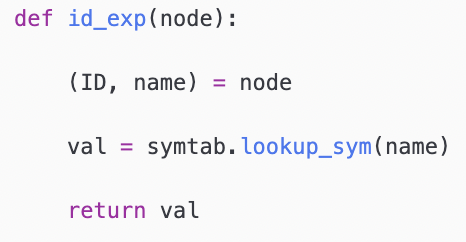 def id_exp(node):
    (ID, name) = node
    val = symtab.lookup_sym(name)
    return val